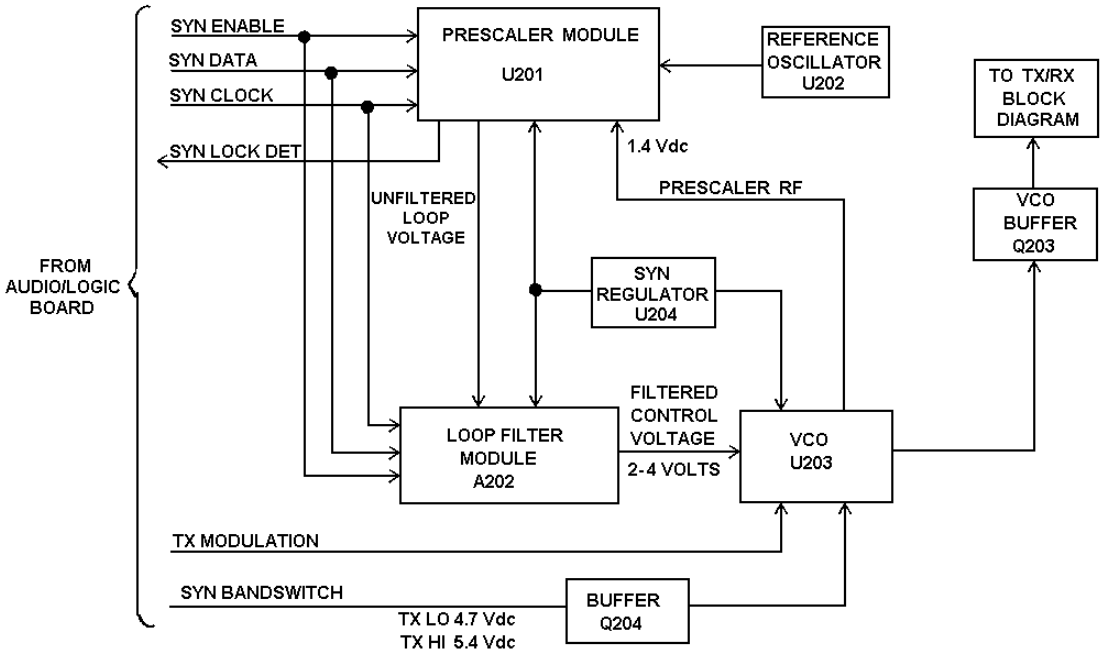 SYN ENABLE
SYN DATA
SYN CLOCK
SYN LOCK DET
PRESCALER MODULE
U201
REFERENCE
OSCILLATOR
U202
TO TX/RX
BLOCK
DIAGRAM
1.4 Vdc
PRESCALER RF
UNFILTERED
LOOP
VOLTAGE
VCO
BUFFER
Q203
FROM
AUDIO/LOGIC
BOARD
SYN
REGULATOR
U204
LOOP FILTER
MODULE
A202
FILTERED
CONTROL
VOLTAGE
2-4 VOLTS
VCO
U203
TX MODULATION
SYN BANDSWITCH
TX LO 4.7 Vdc
TX HI 5.4 Vdc
BUFFER
Q204